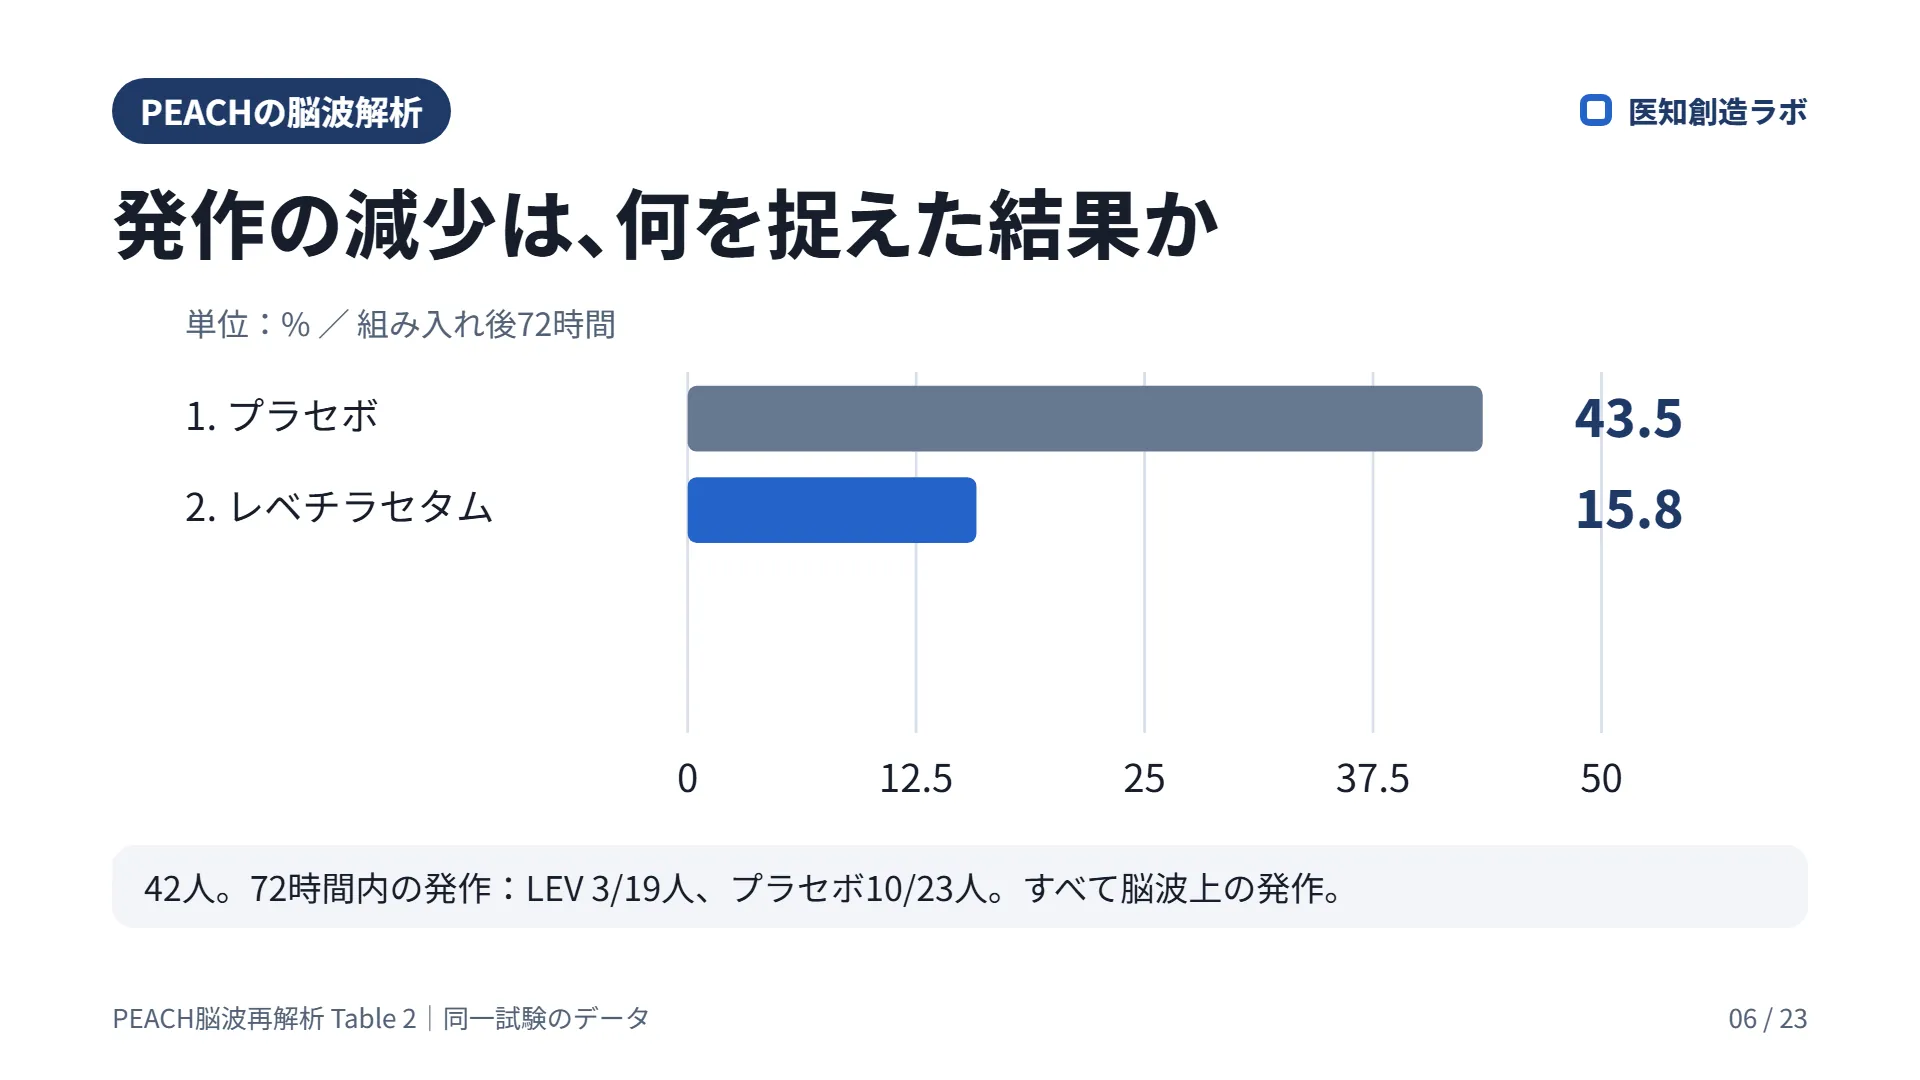 PEACHの脳波解析
医知創造ラボ
発作の減少は、何を捉えた結果か
単位：% ／ 組み入れ後72時間
1. プラセボ
43.5
2. レベチラセタム
15.8
0 12.5 25 37.5 50
42人。72時間内の発作：LEV 3/19人、プラセボ10/23人。すべて脳波上の発作。
PEACH脳波再解析 Table 2｜同一試験のデータ
06 / 23